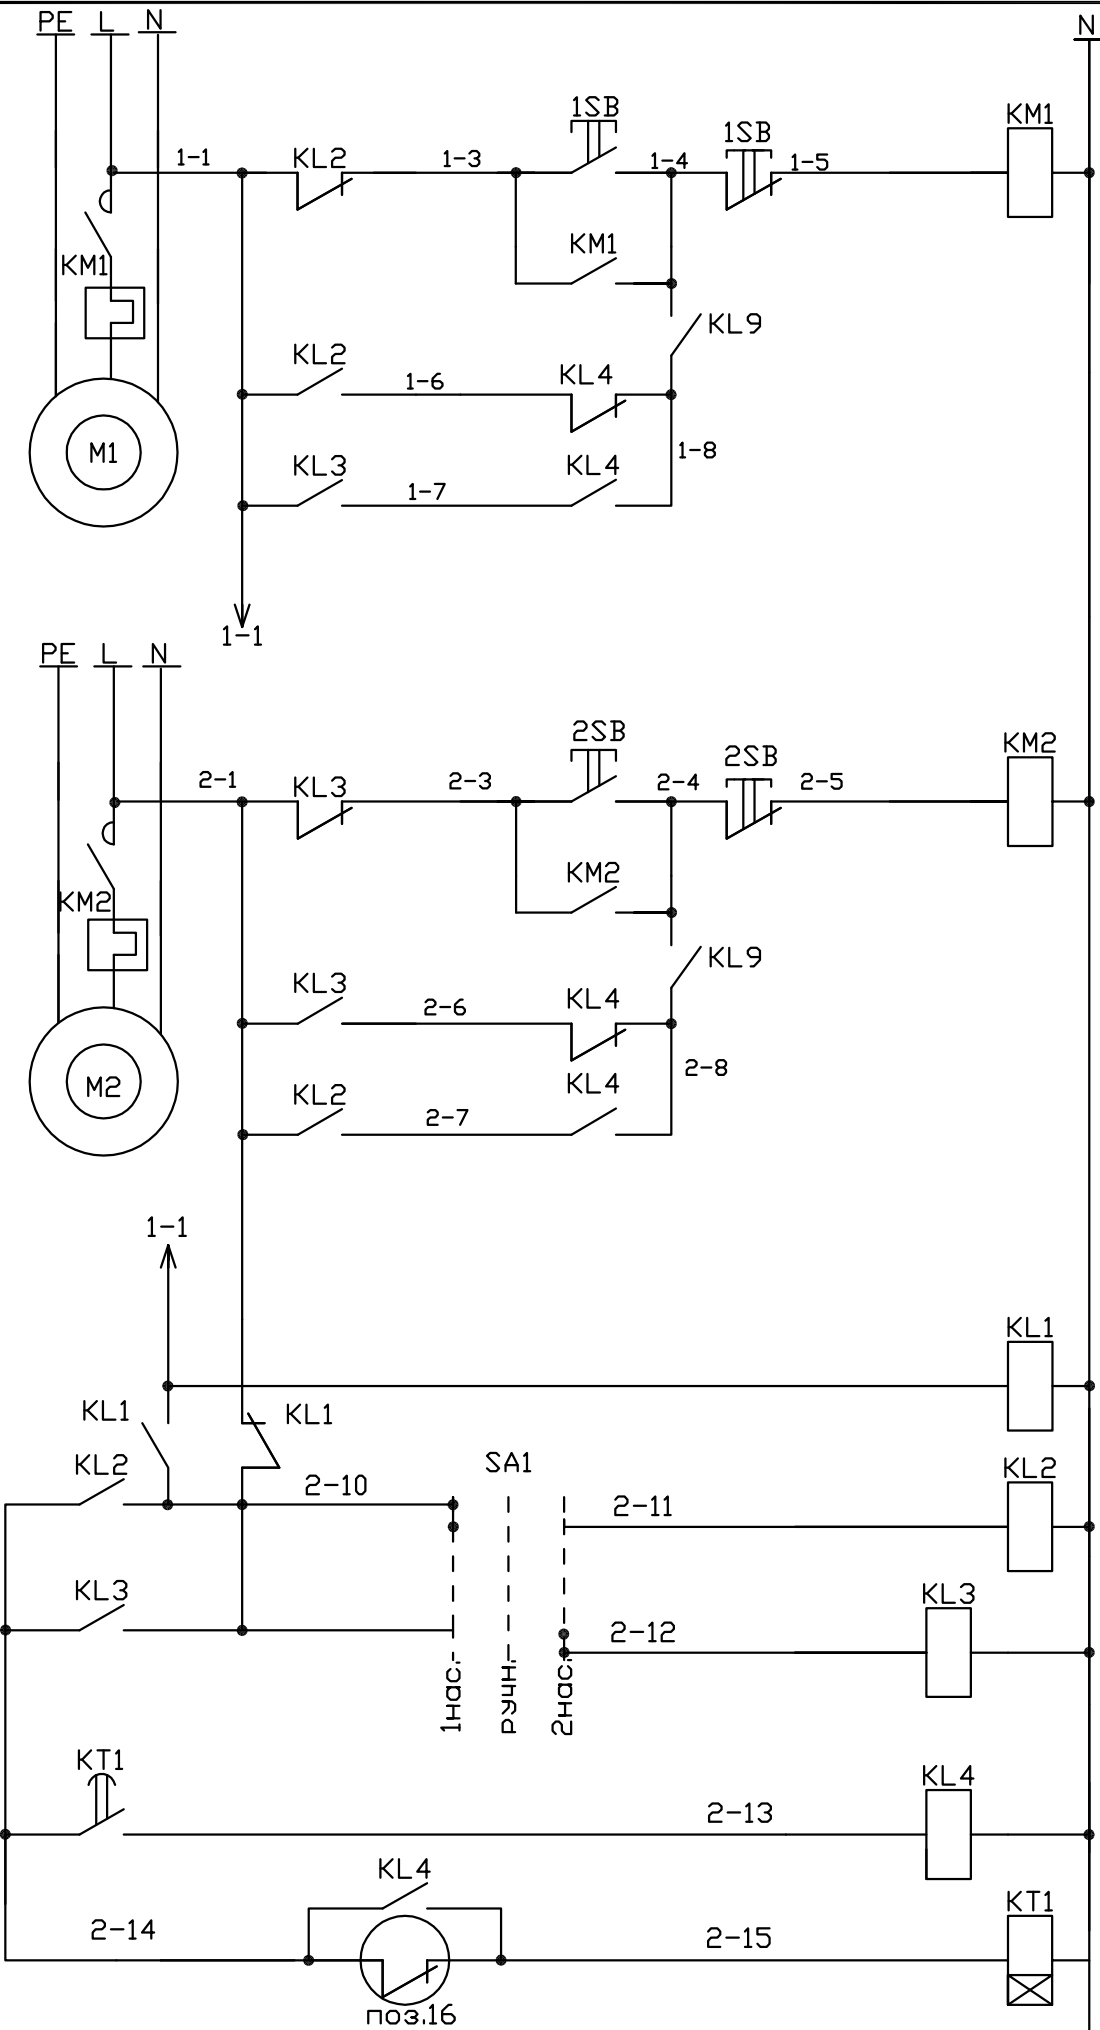 PE L N
N
1SB
1SB
KM1
1-1
KL2
1-3
1-4
1-5
KM1
KM1
KL9
KL2
1-6
KL4
M1
1-8
KL3
1-7
KL4
1-1
PE L N
2SB
2SB
KM2
2-1
KL3
2-3
2-4
2-5
KM2
KM2
KL9
KL3
2-6
KL4
M2
2-8
KL2
2-7
KL4
1-1
KL1
KL1
KL1
KL2
2-10
SA1
2-11
KL2
KL3
2-12
KL3
1нас.
ручн.
2нас.
KT1
2-13
KL4
KL4
2-14
2-15
KT1
поз.16